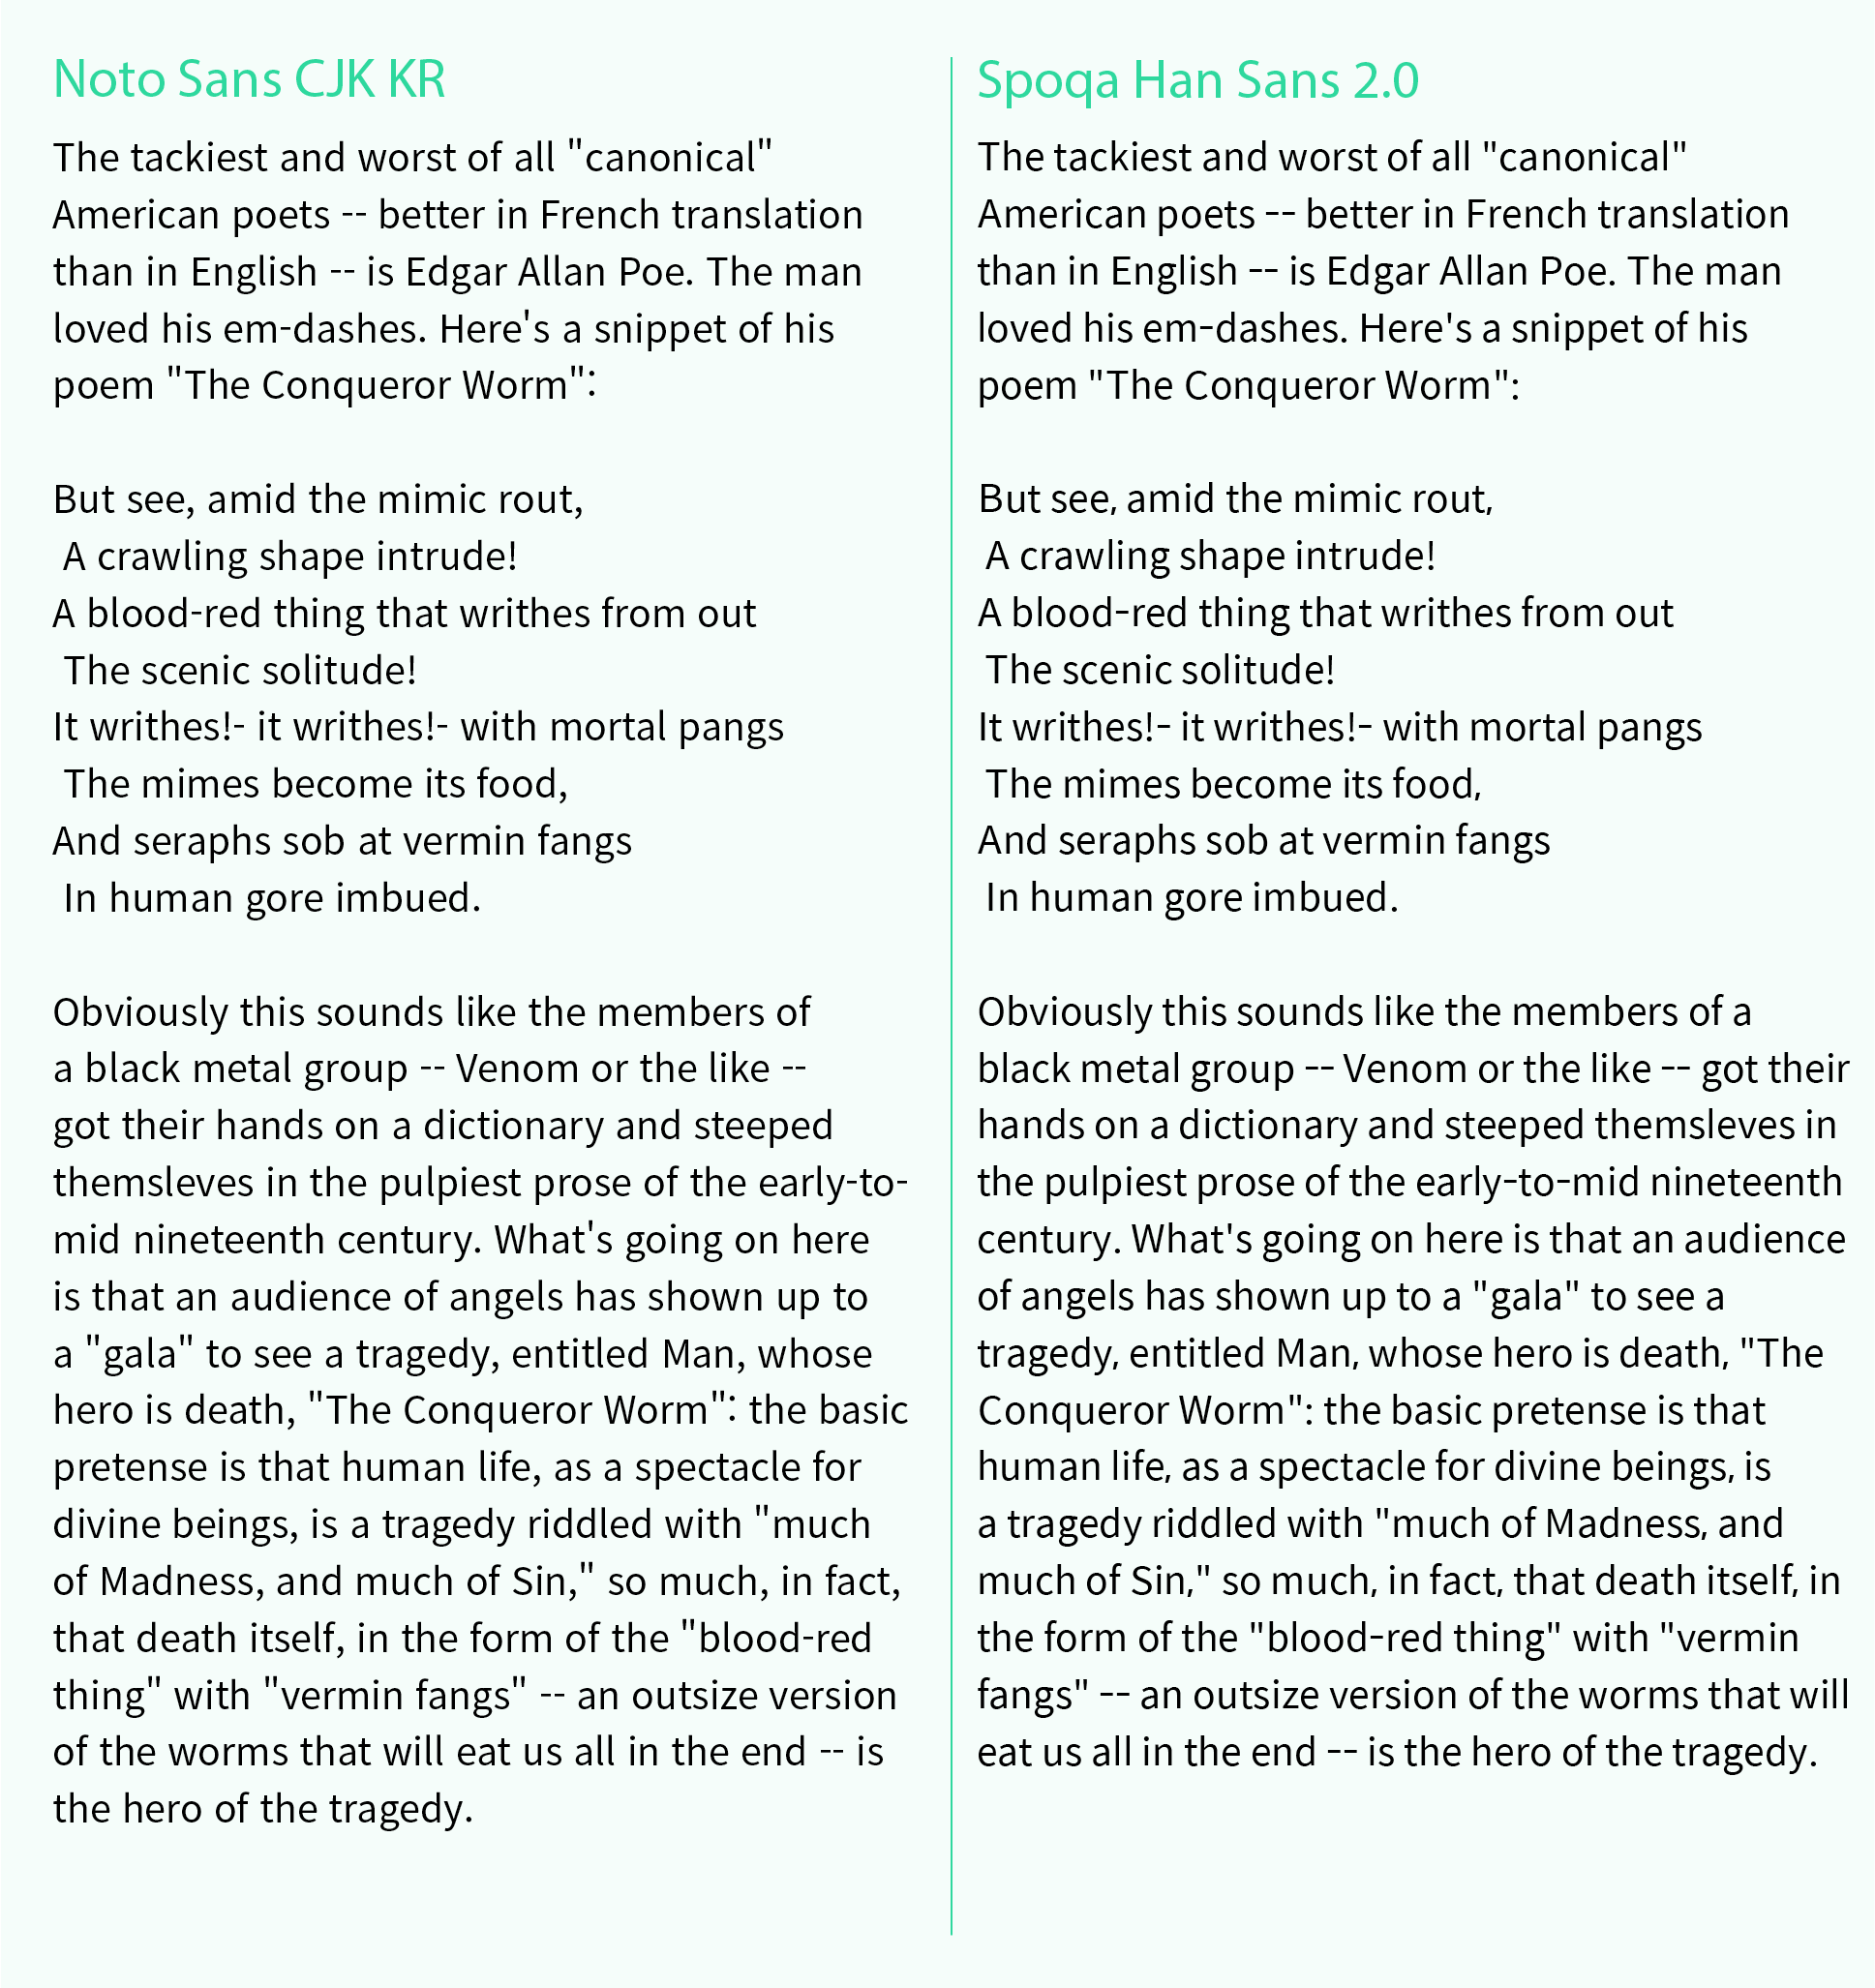 Noto Sans CJK KR
The tackiest and worst of all "canonical"
American poets -- better in French translation
than in English -- is Edgar Allan Poe. The man
loved his em-dashes. Here's a snippet of his
poem "The Conqueror Worm":
But see, amid the mimic rout,
A crawling shape intrude!
A blood-red thing that writhes from out
The scenic solitude!
It writhes!- it writhes!- with mortal pangs
The mimes become its food,
And seraphs sob at vermin fangs
In human gore imbued.
Obviously this sounds like the members of
a black metal group -- Venom or the like --
got their hands on a dictionary and steeped
themsleves in the pulpiest prose of the early-to-
mid nineteenth century. What's going on here
is that an audience of angels has shown up to
a "gala" to see a tragedy, entitled Man, whose
hero is death, "The Conqueror Worm": the basic
pretense is that human life, as a spectacle for
divine beings, is a tragedy riddled with "much
of Madness, and much of Sin," so much, in fact,
that death itself, in the form of the "blood-red
thing" with "vermin fangs" -- an outsize version
of the worms that will eat us all in the end -- is
the hero of the tragedy.
Spoqa Han Sans 2.0
The tackiest and worst of all "canonical"
American poets -- better in French translation
than in English -- is Edgar Allan Poe. The man
loved his em-dashes. Here's a snippet of his
poem "The Conqueror Worm":
But see, amid the mimic rout,
A crawling shape intrude!
A blood-red thing that writhes from out
The scenic solitude!
It writhes!- it writhes!- with mortal pangs
The mimes become its food,
And seraphs sob at vermin fangs
In human gore imbued.
Obviously this sounds like the members of a
black metal group -- Venom or the like -- got their
hands on a dictionary and steeped themsleves in
the pulpiest prose of the early-to-mid nineteenth
century. What's going on here is that an audience
of angels has shown up to a "gala" to see a
tragedy, entitled Man, whose hero is death, "The
Conqueror Worm": the basic pretense is that
human life, as a spectacle for divine beings, is
a tragedy riddled with "much of Madness, and
much of Sin," so much, in fact, that death itself, in
the form of the "blood-red thing" with "vermin
fangs" -- an outsize version of the worms that will
eat us all in the end -- is the hero of the tragedy.